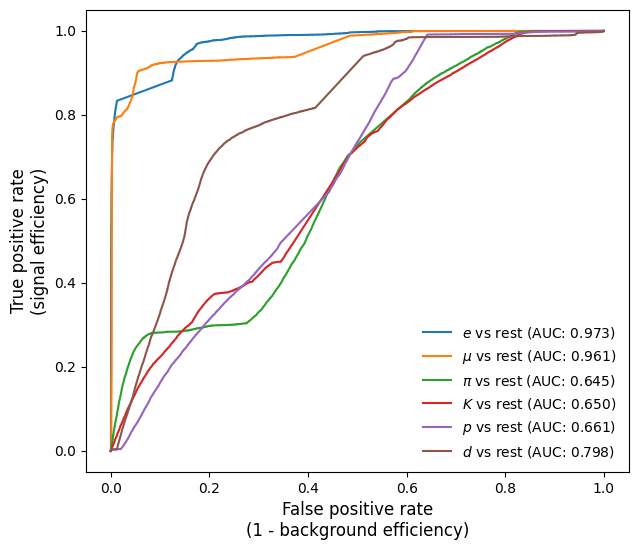 True positive rate
(signal efficiency)
1.0
0.8
0.6
0.4
0.2
0.0
e vs rest (AUC: 0.973)
μ vs rest (AUC: 0.961)
π vs rest (AUC: 0.645)
K vs rest (AUC: 0.650)
p vs rest (AUC: 0.661)
d vs rest (AUC: 0.798)
0.0 0.2 0.4 0.6 0.8 1.0
False positive rate
(1 - background efficiency)